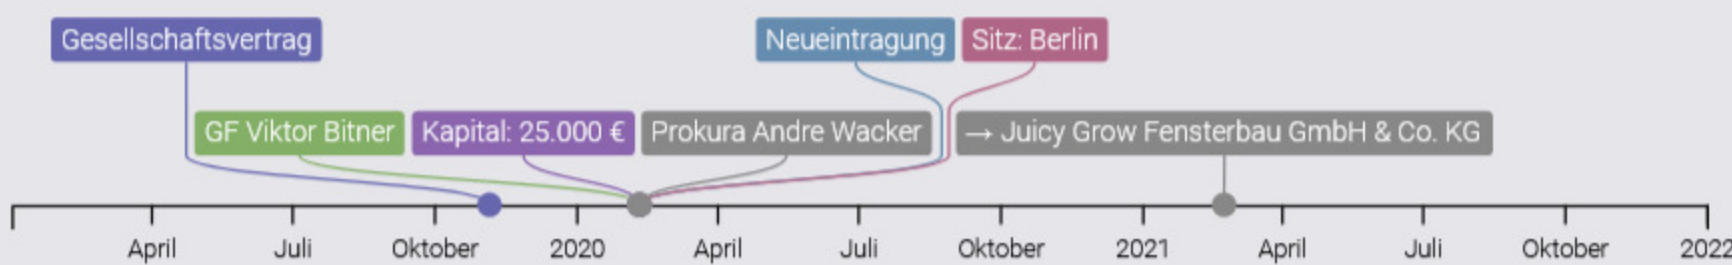 Gesellschaftsvertrag
Neueintragung
Sitz: Berlin
GF Viktor Bitner
Kapital: 25.000 €
Prokura Andre Wacker
→ Juicy Grow Fensterbau GmbH & Co. KG
April Juli Oktober 2020 April Juli Oktober 2021 April Juli Oktober 2022